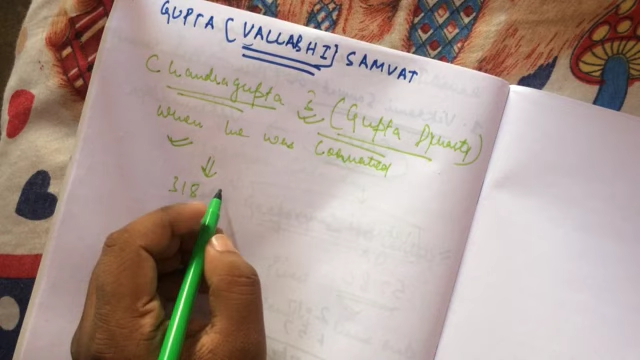 GUPTA [VALLABHI] SAMVAT
Chandragupta I (Gupta Dynasty)
when he was Coronated
318